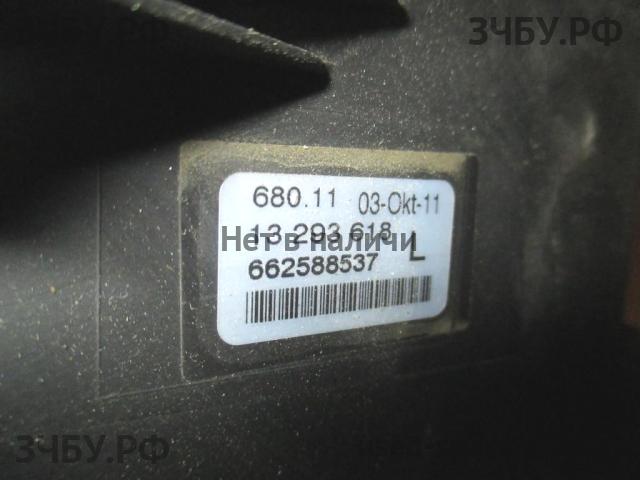 ЗЧБУ.РФ
680.11 03-Okt-11
13 293 618 L
Нет в наличи
662588537
ЗЧБУ.РФ